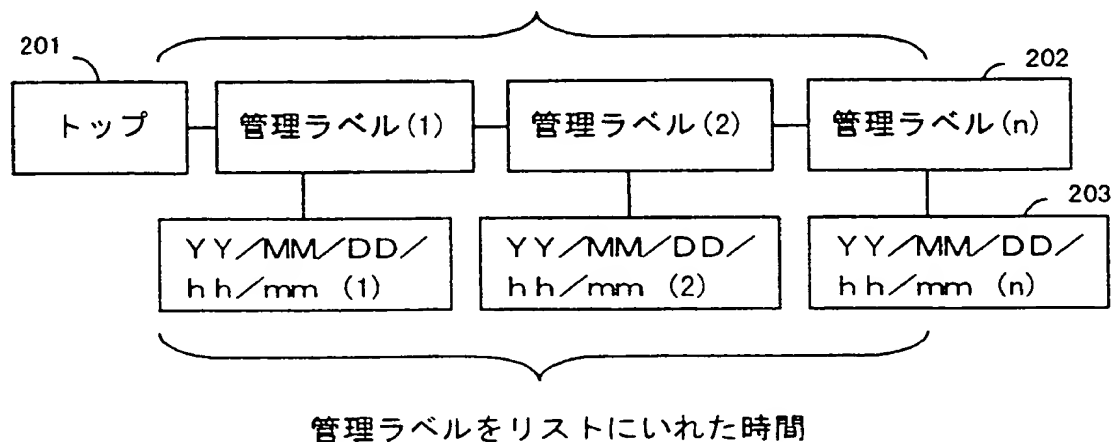 201
202
トップ
管理ラベル(1)
管理ラベル(2)
管理ラベル(n)
203
YY/MM/DD/
hh/mm (1)
YY/MM/DD/
hh/mm (2)
YY/MM/DD/
hh/mm (n)
管理ラベルをリストにいれた時間